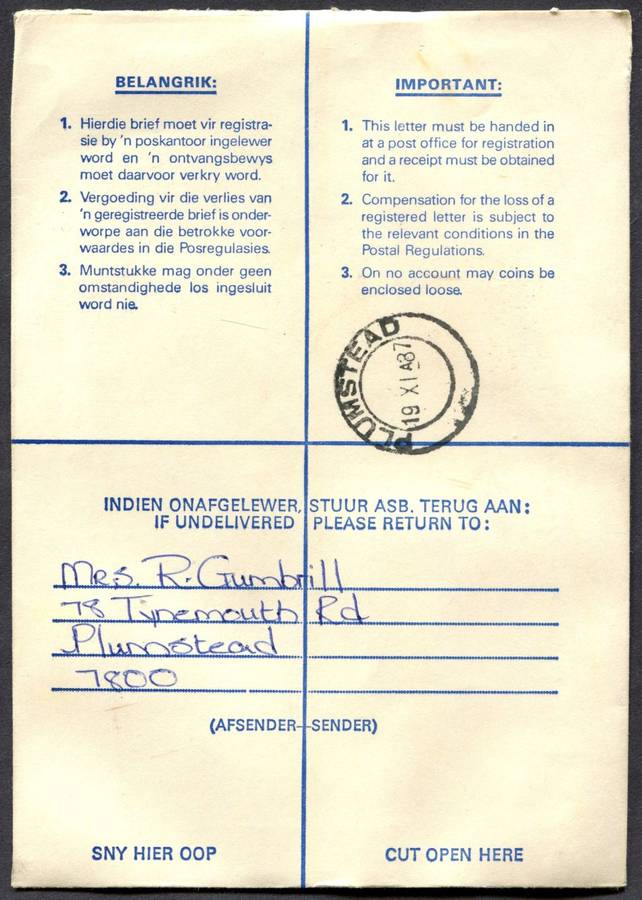 BELANGRIK:
1. Hierdie brief moet vir registra-
sie by 'n poskantoor ingelewer
word en 'n ontvangsbewys
moet daarvoor verkry word.
2. Vergoeding vir die verlies van
'n geregistreerde brief is onder-
worpe aan die betrokke voor-
waardes in die Posregulasies.
3. Muntstukke mag onder geen
omstandighede los ingesluit
word nie.
IMPORTANT:
1. This letter must be handed in
at a post office for registration
and a receipt must be obtained
for it.
2. Compensation for the loss of a
registered letter is subject to
the relevant conditions in the
Postal Regulations.
3. On no account may coins be
enclosed loose.
PLUMSTEAD
19 XI A87
INDIEN ONAFGELEWER, STUUR ASB. TERUG AAN:
IF UNDELIVERED PLEASE RETURN TO:
Mrs. R. Gumbrill
78 Tynemouth Rd
Plumstead
7800
(AFSENDER—SENDER)
SNY HIER OOP
CUT OPEN HERE